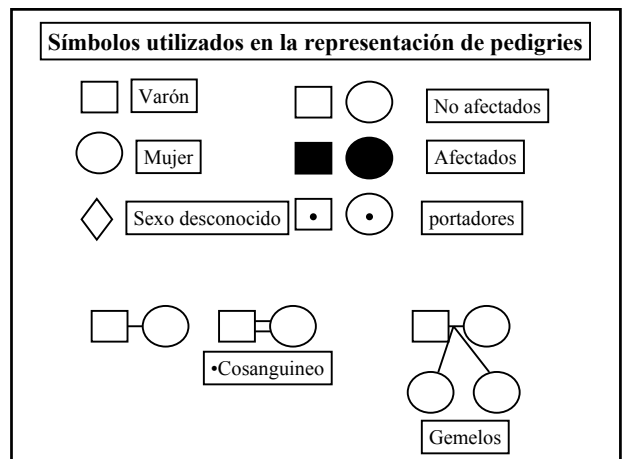 Símbolos utilizados en la representación de pedigries
Varón
No afectados
Mujer
Afectados
Sexo desconocido
portadores
•Cosanguineo
Gemelos